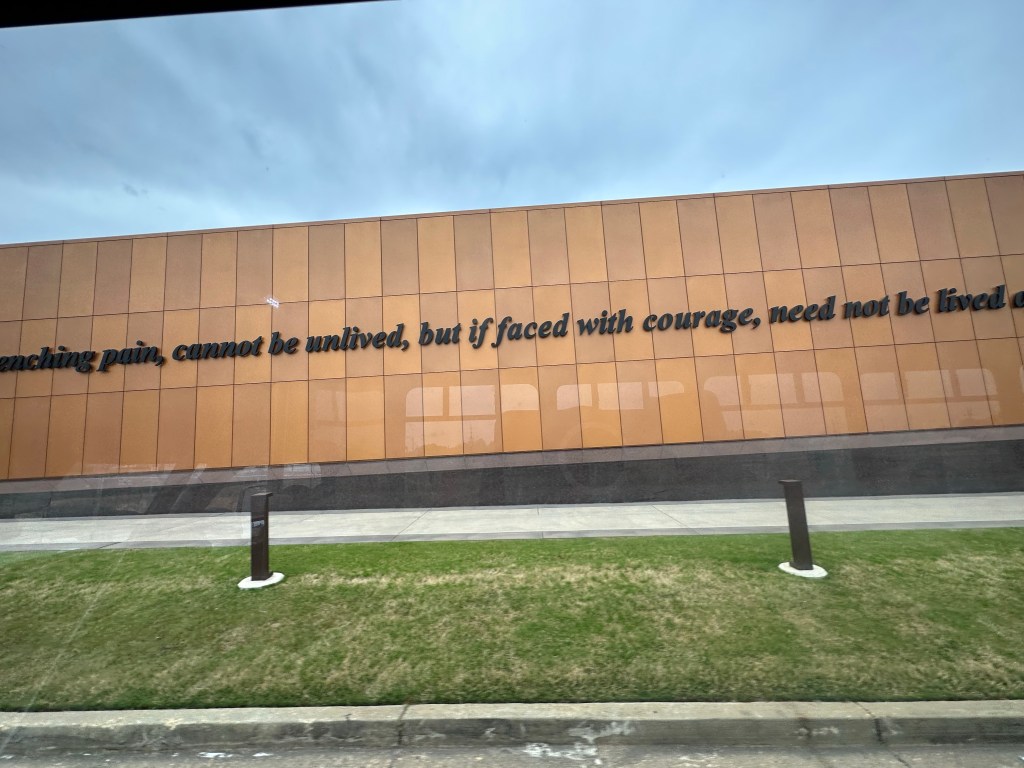 enching pain, cannot be unlived, but if faced with courage, need not be lived a